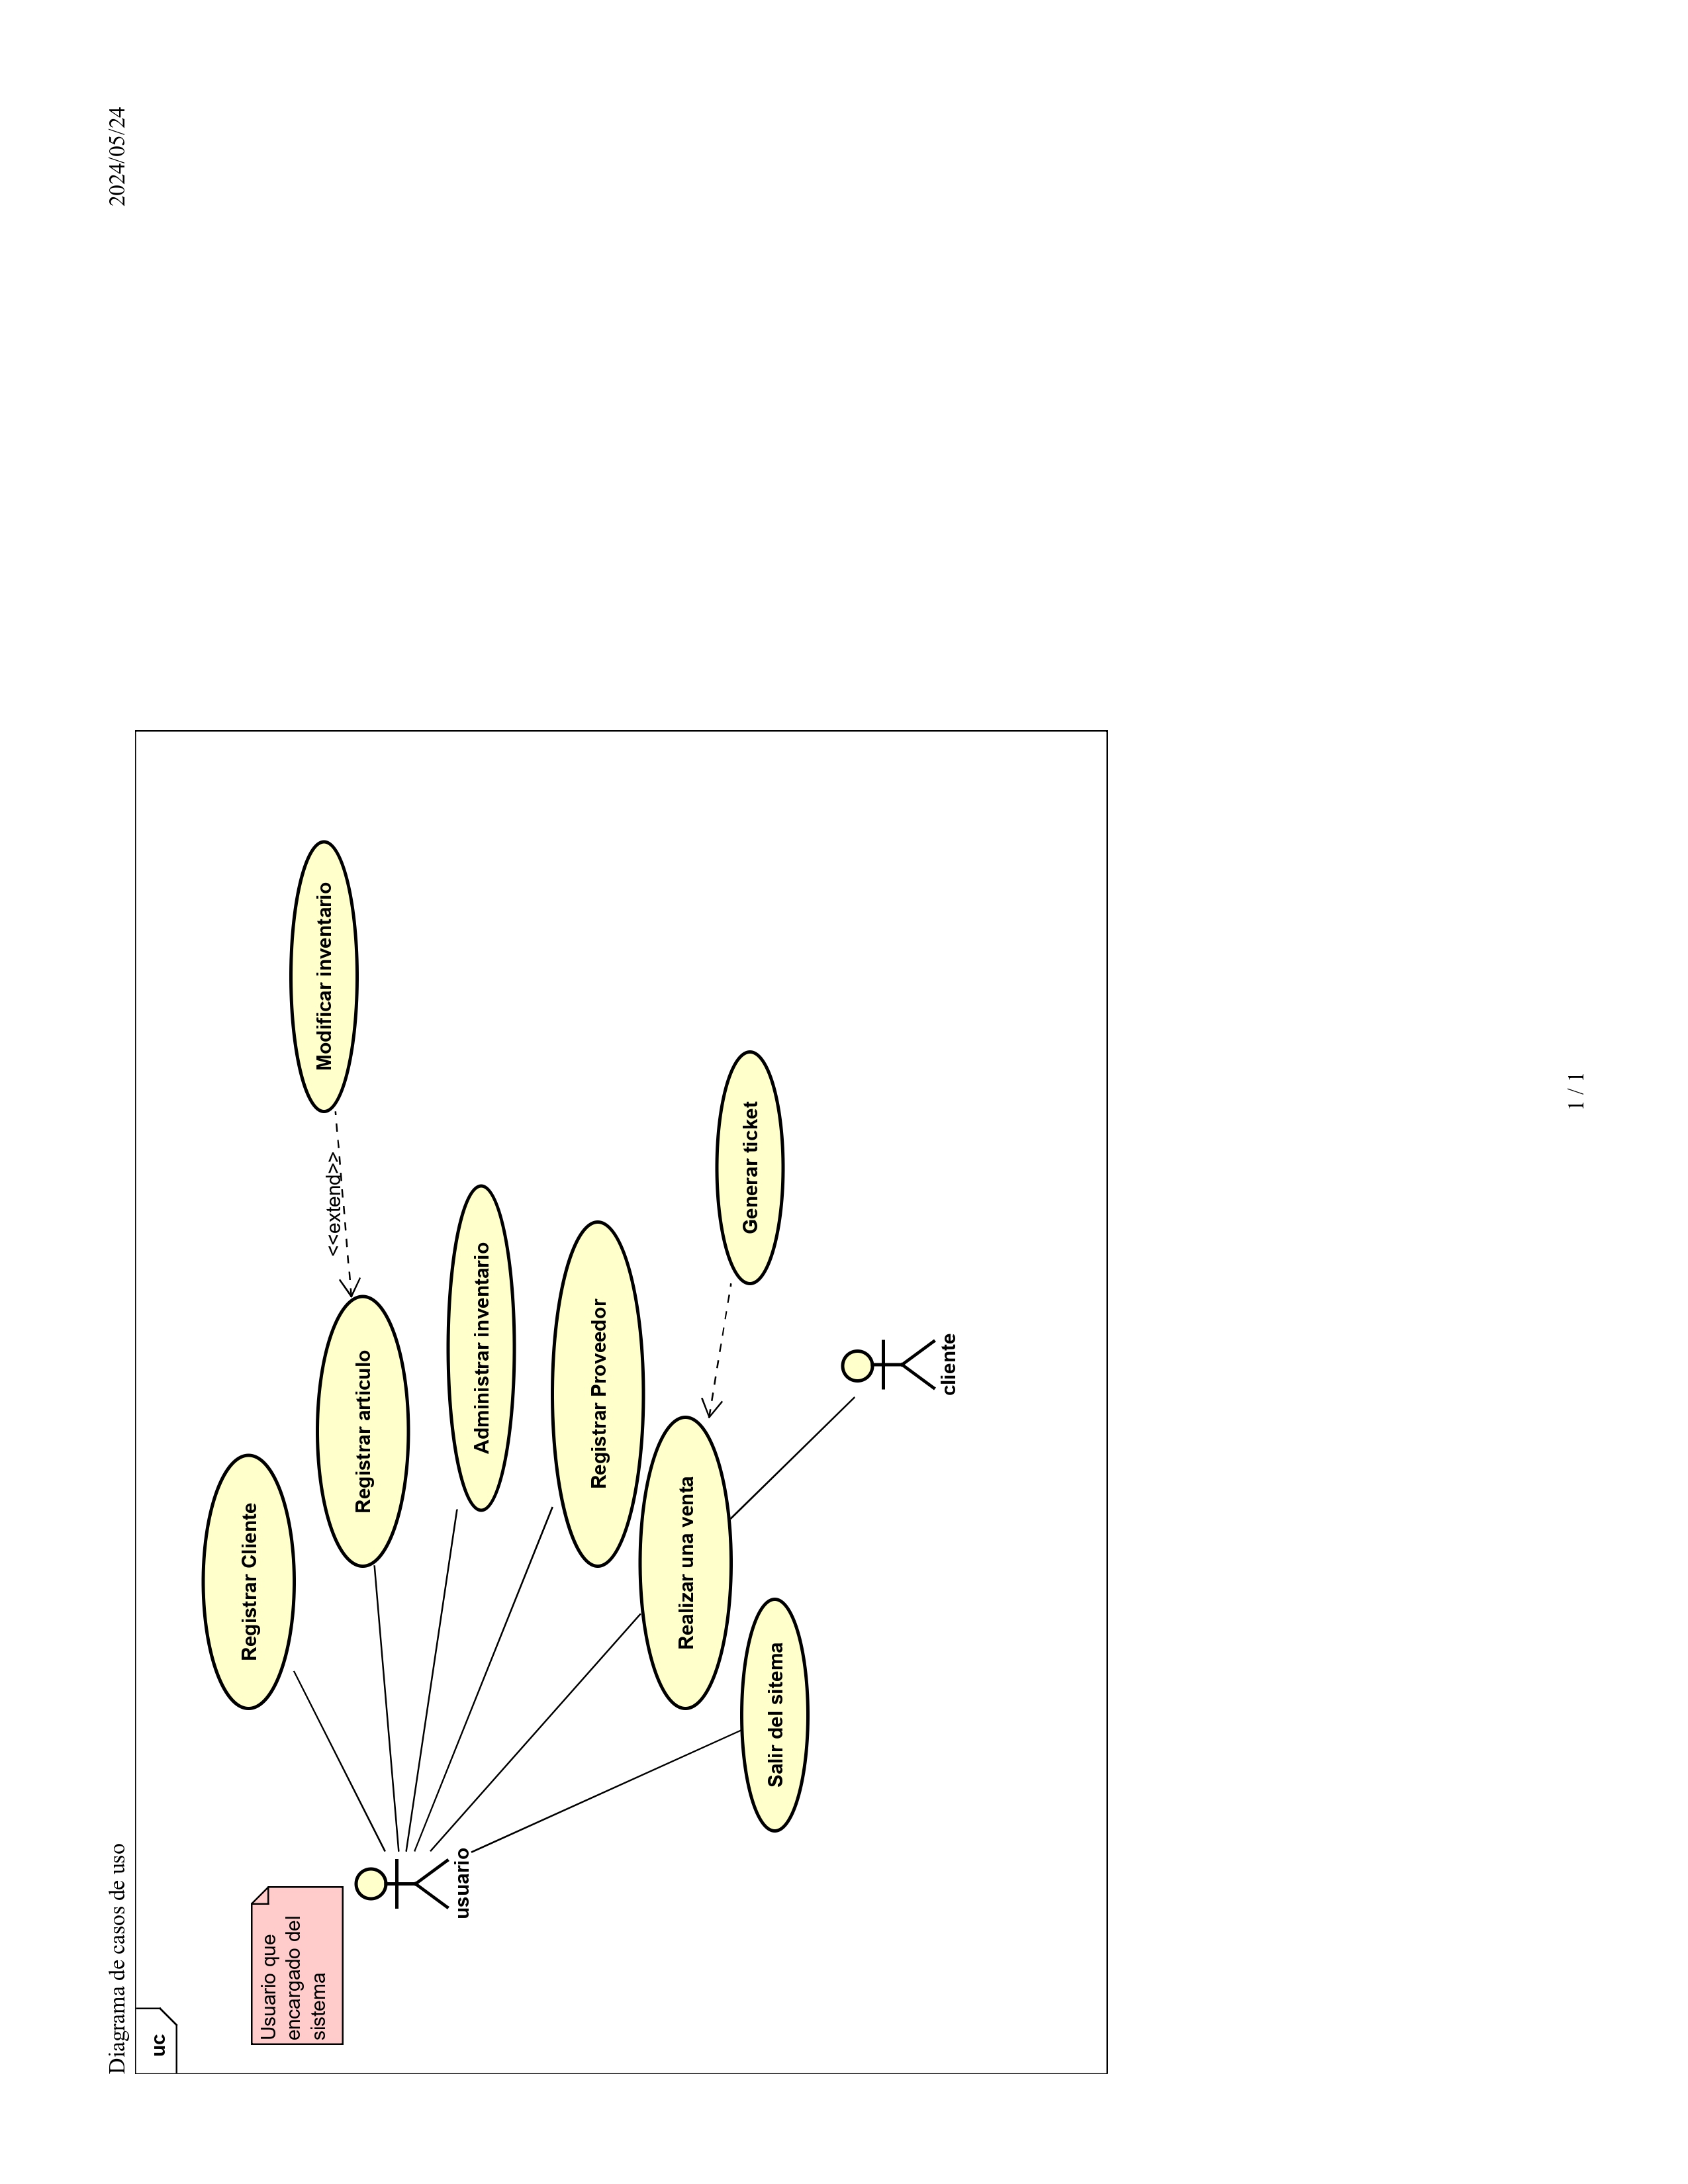 Diagrama de casos de uso
2024/05/24
uc
Usuario que
encargado del
sistema
usuario
Registrar Cliente
Registrar articulo
<<extend>>
Modificar inventario
Administrar inventario
Registrar Proveedor
Realizar una venta
Generar ticket
Salir del sitema
cliente
1 / 1